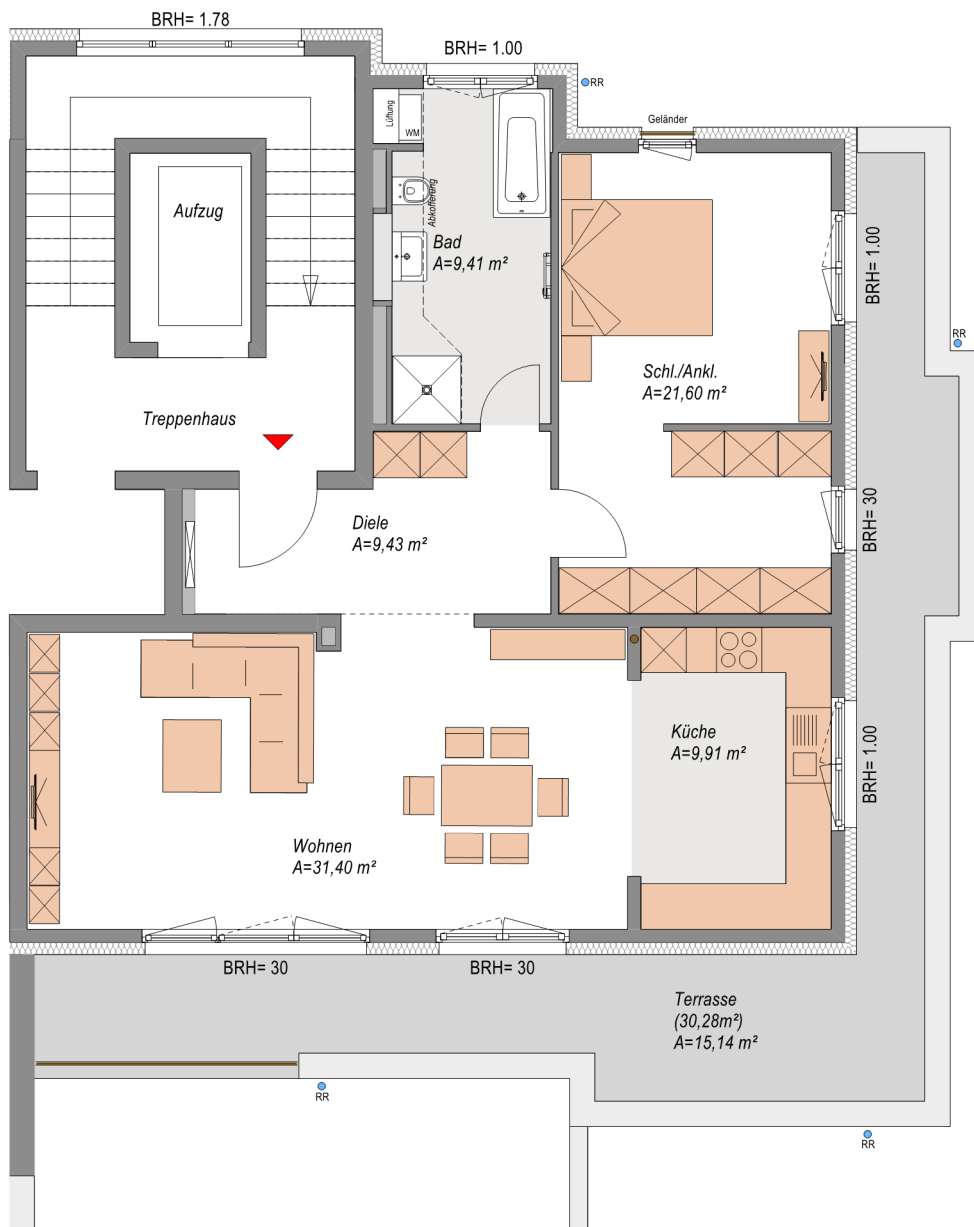 BRH= 1.78
BRH= 1.00
RR
Geländer
Lüftung
WM
Abkofferung
Aufzug
Bad
A=9,41 m²
BRH= 1.00
RR
Schl./Ankl.
A=21,60 m²
Treppenhaus
Diele
A=9,43 m²
BRH= 30
Küche
A=9,91 m²
BRH= 1.00
Wohnen
A=31,40 m²
BRH= 30
BRH= 30
Terrasse
(30,28m²)
A=15,14 m²
RR
RR